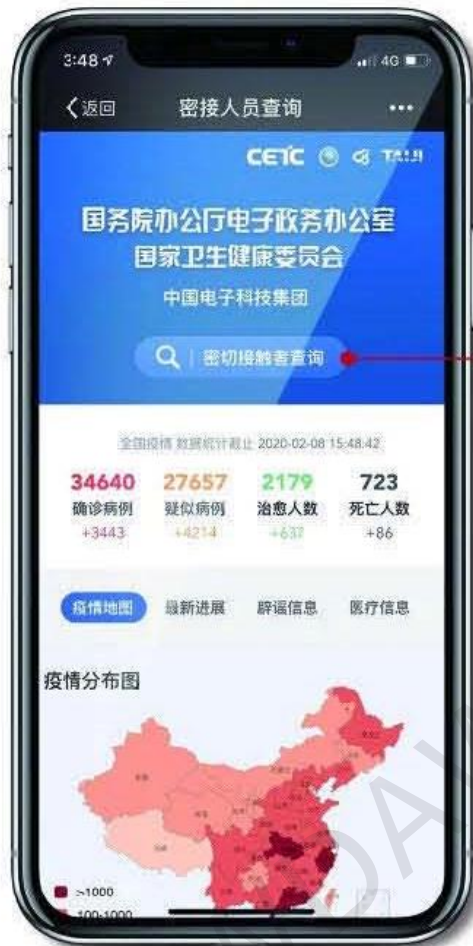 3:48
4G
返回
密接人员查询
CETC
TAIJI
国务院办公厅电子政务办公室
国家卫生健康委员会
中国电子科技集团
密切接触者查询
全国疫情 数据统计截止 2020-02-08 15:48:42
34640 27657 2179 723
确诊病例 疑似病例 治愈人数 死亡人数
+3443 +4214 +637 +86
疫情地图 最新进展 辟谣信息 医疗信息
疫情分布图
>1000
100-1000